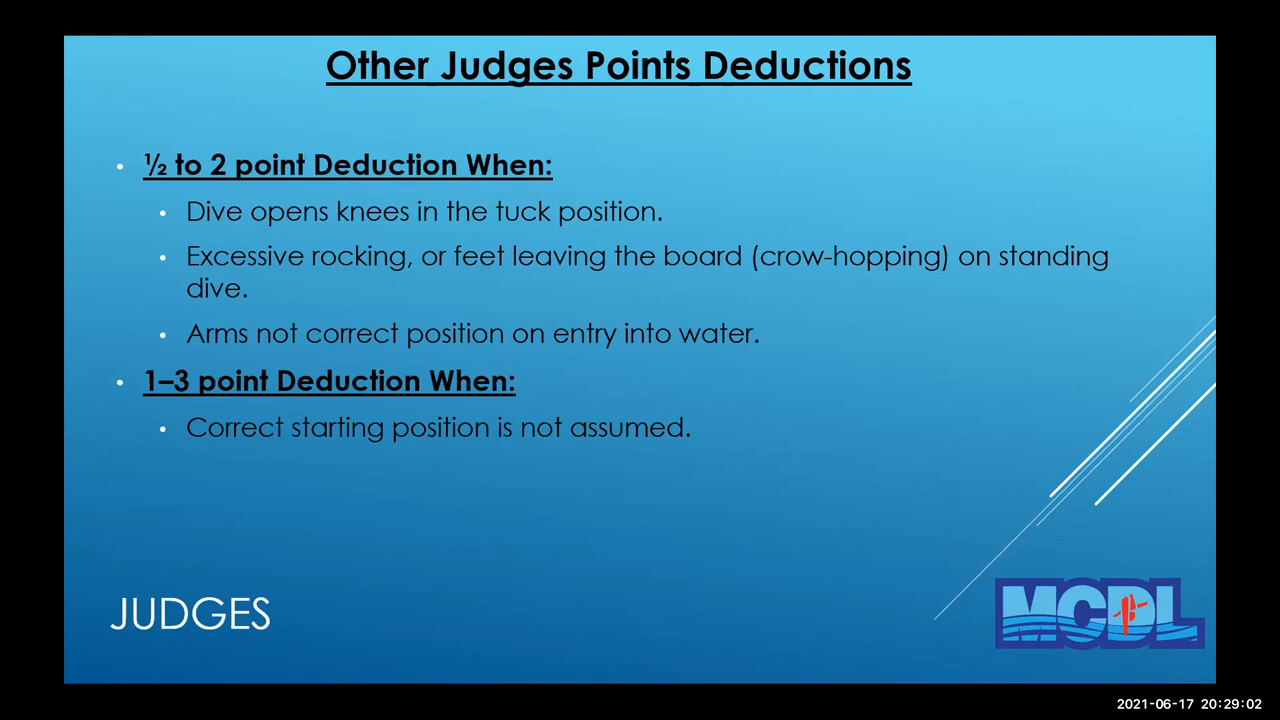 Other Judges Points Deductions
• ½ to 2 point Deduction When:
• Dive opens knees in the tuck position.
• Excessive rocking, or feet leaving the board (crow-hopping) on standing
dive.
• Arms not correct position on entry into water.
• 1–3 point Deduction When:
• Correct starting position is not assumed.
JUDGES
MCDL
2021-06-17 20:29:02